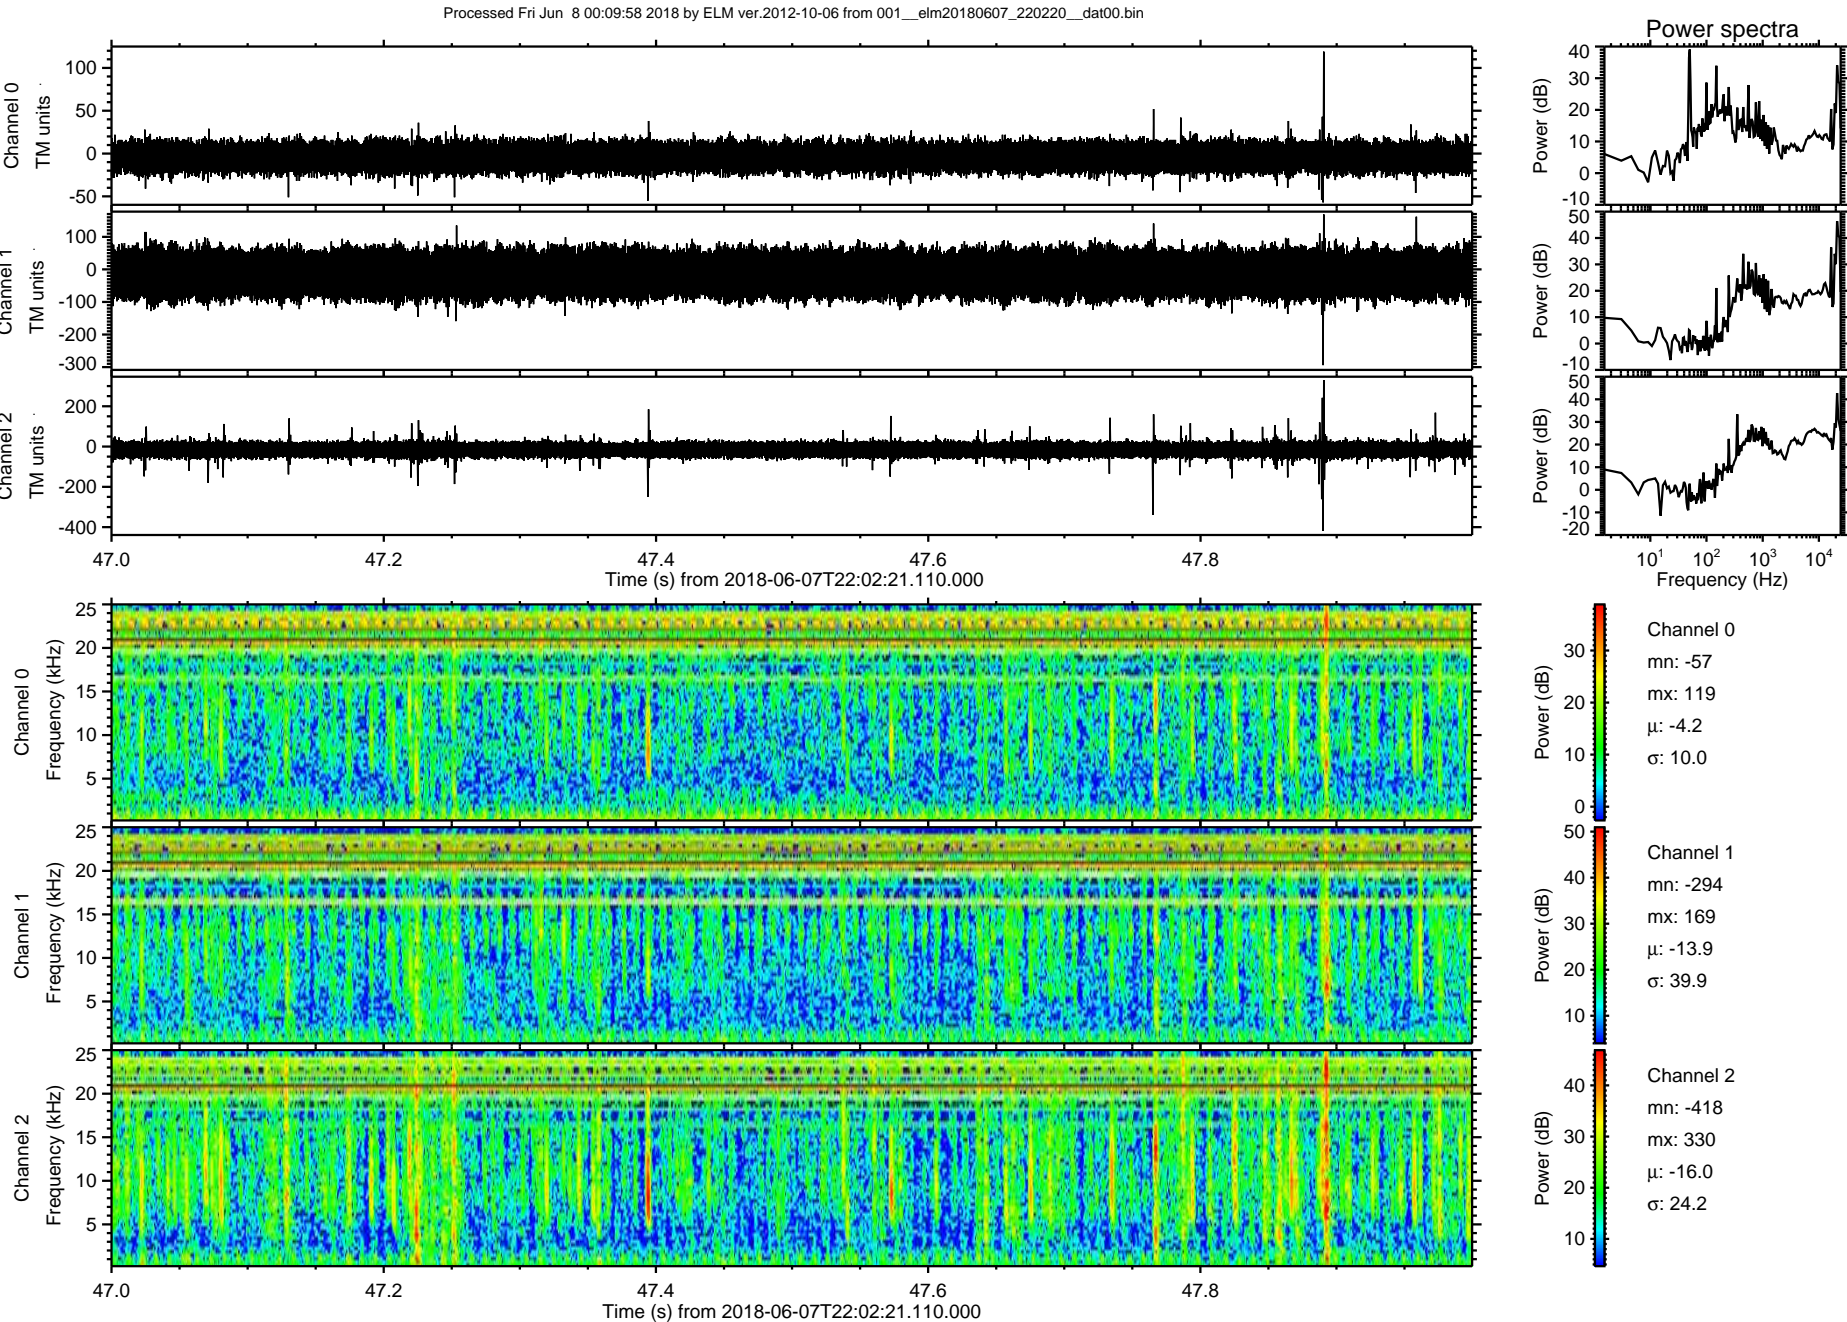 Processed Fri Jun  8 00:09:58 2018 by ELM ver.2012-10-06 from 001__elm20180607_220220__dat00.bin
Power spectra
Channel 0
TM units
100
50
0
-50
Power (dB)
40
30
20
10
0
-10
Channel 1
TM units
100
0
-100
-200
-300
Power (dB)
50
40
30
20
10
0
-10
Channel 2
TM units
200
0
-200
-400
Power (dB)
50
40
30
20
10
0
-10
-20
47.0 47.2 47.4 47.6 47.8
Time (s) from 2018-06-07T22:02:21.110.000
10¹ 10² 10³ 10⁴
Frequency (Hz)
Channel 0
Frequency (kHz)
25
20
15
10
5
Power (dB)
30
20
10
0
Channel 0
mn: -57
mx: 119
μ: -4.2
σ: 10.0
Channel 1
Frequency (kHz)
25
20
15
10
5
Power (dB)
50
40
30
20
10
Channel 1
mn: -294
mx: 169
μ: -13.9
σ: 39.9
Channel 2
Frequency (kHz)
25
20
15
10
5
Power (dB)
40
30
20
10
Channel 2
mn: -418
mx: 330
μ: -16.0
σ: 24.2
47.0 47.2 47.4 47.6 47.8
Time (s) from 2018-06-07T22:02:21.110.000